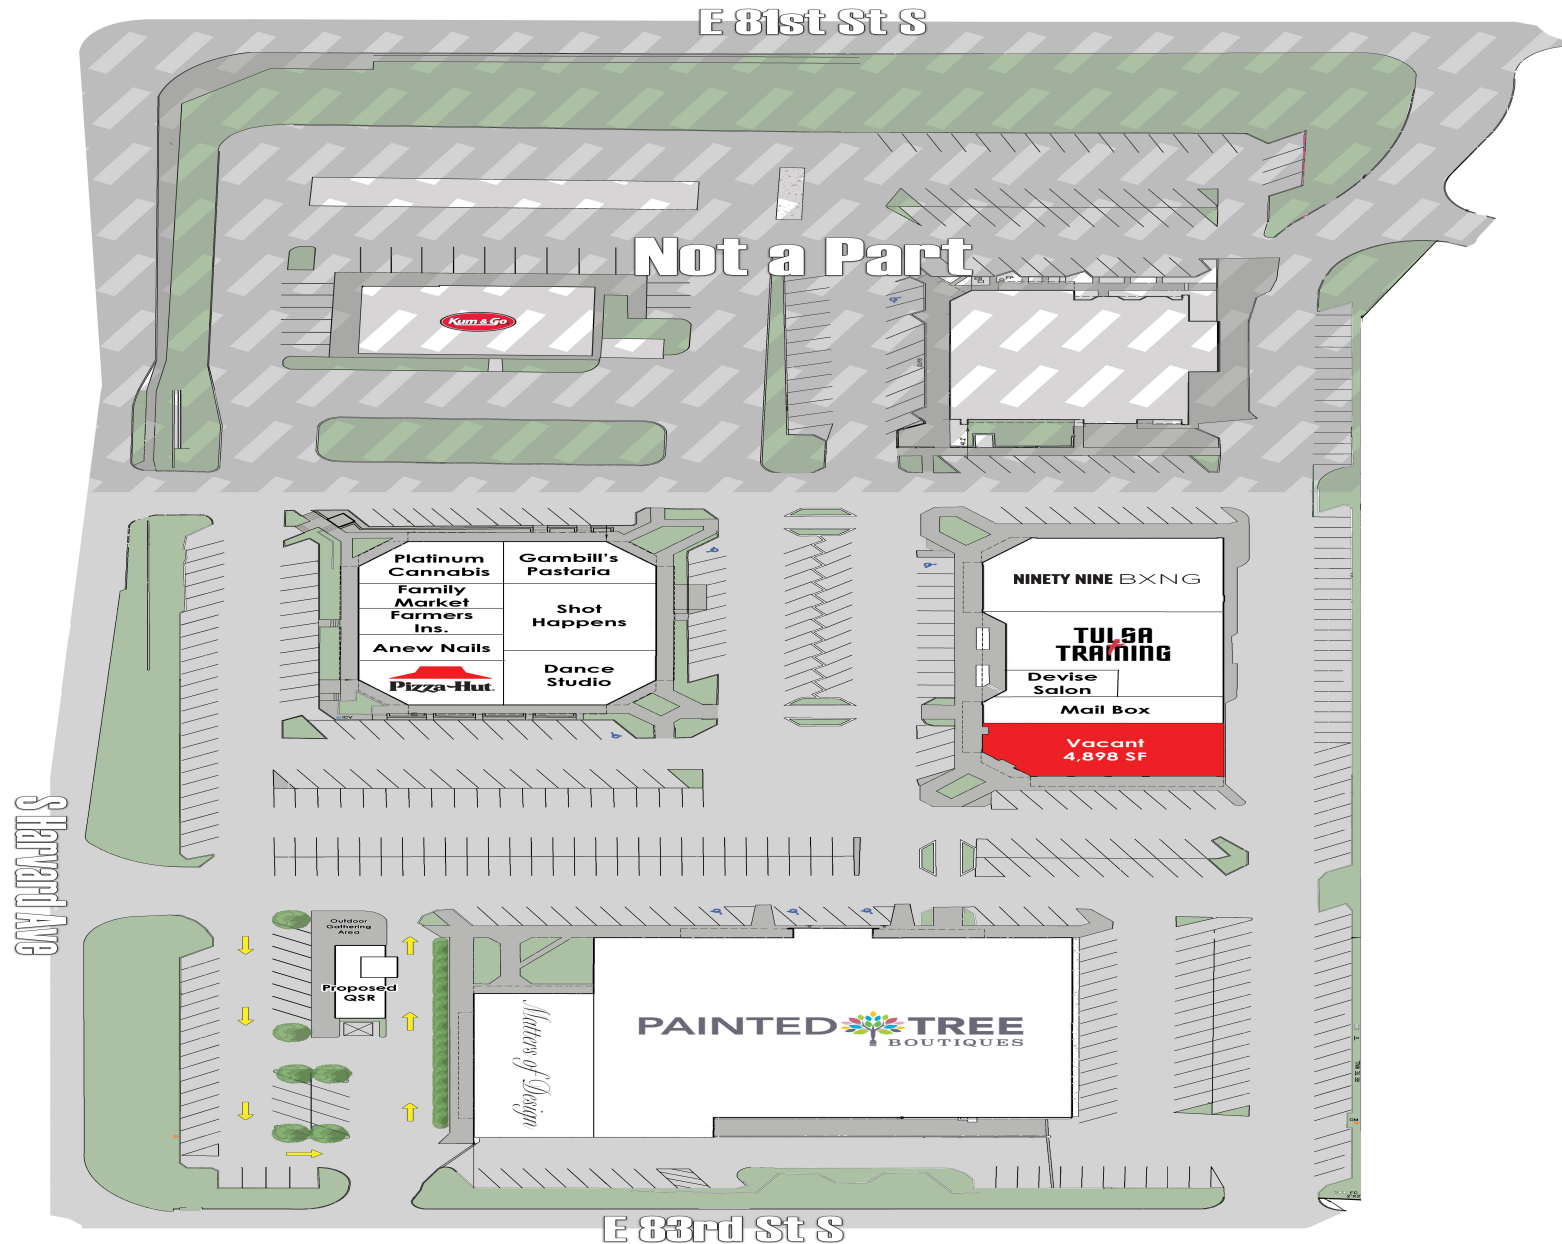 E 81st St S
Not a Part
Kum & Go
Platinum
Cannabis
Gambill's
Pastaria
Family
Market
Farmers
Ins.
Shot
Happens
Anew Nails
Pizza Hut
Dance
Studio
NINETY NINE BXNG
TULSA
TRAINING
Devise
Salon
Mail Box
Vacant
4,898 SF
S Harvard Ave
Outdoor
Gathering
Area
Proposed
QSR
Matters of Design
PAINTED TREE
BOUTIQUES
E 83rd St S